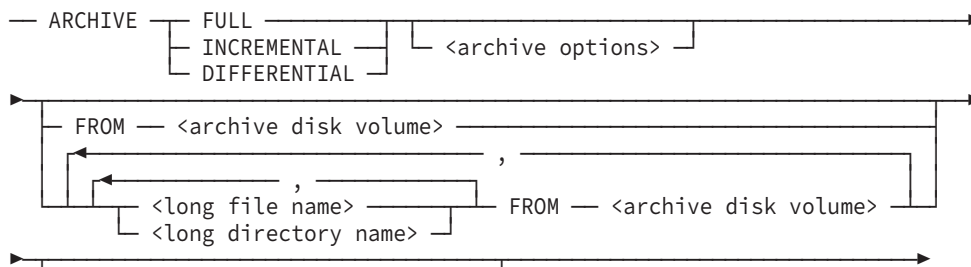 ARCHIVE FULL
INCREMENTAL <archive options>
DIFFERENTIAL
FROM <archive disk volume>
,
,
<long file name> FROM <archive disk volume>
<long directory name>